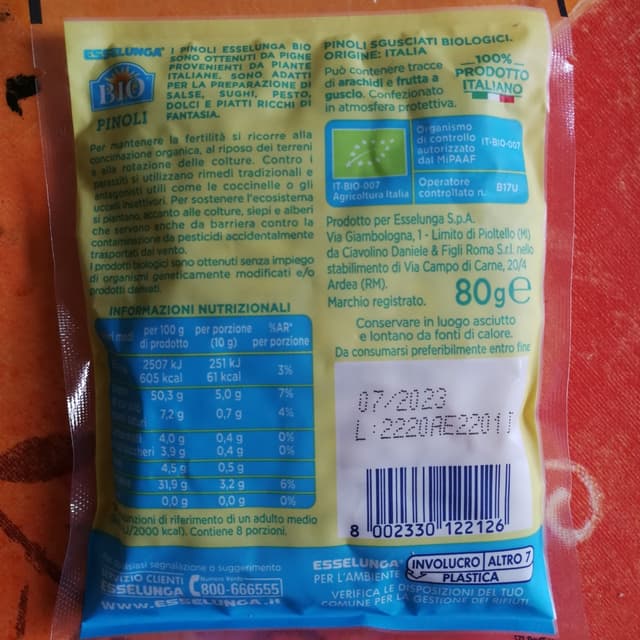 ESSELUNGA
BIO
PINOLI
I PINOLI ESSELUNGA BIO
SONO OTTENUTI DA PIGNE
PROVENIENTI DA PIANTE
ITALIANE. SONO ADATTI
PER LA PREPARAZIONE DI
SALSE, SUGHI, PESTO,
DOLCI E PIATTI RICCHI DI
FANTASIA.
Per mantenere la fertilità si ricorre alla
concimazione organica, al riposo dei terreni
e alla rotazione delle colture. Contro i
parassiti si utilizzano rimedi tradizionali e
antagonisti utili come le coccinelle o gli
uccelli insettivori. Per sostenere l'ecosistema
si piantano, accanto alle colture, siepi e alberi
che servono anche da barriera contro la
contaminazione da pesticidi accidentalmente
trasportati dal vento.
I prodotti biologici sono ottenuti senza impiego
di organismi geneticamente modificati e/o
prodotti derivati.
INFORMAZIONI NUTRIZIONALI
medi per 100 g per porzione %AR*
di prodotto (10 g) per porzione
2507 kJ 251 kJ
605 kcal 61 kcal 3%
50,3 g 5,0 g 7%
7,2 g 0,7 g 4%
4,0 g 0,4 g 0%
3,9 g 0,4 g 0%
4,5 g 0,5 g
31,9 g 3,2 g 6%
0,0 g 0,0 g 0%
di riferimento di un adulto medio
/2000 kcal). Contiene 8 porzioni.
segnalazione o suggerimento
SERVIZIO CLIENTI Numero Verde
ESSELUNGA 800-666555
WWW.ESSELUNGA.IT
PINOLI SGUSCIATI BIOLOGICI.
ORIGINE: ITALIA
Può contenere tracce
di arachidi e frutta a
guscio. Confezionato
in atmosfera protettiva.
100%
PRODOTTO
ITALIANO
Organismo
di controllo
autorizzato
dal MiPAAF
IT-BIO-007
IT-BIO-007
Agricoltura Italia
Operatore
controllato n. B17U
Prodotto per Esselunga S.p.A.
Via Giambologna, 1 - Limito di Pioltello (MI)
da Ciavolino Daniele & Figli Roma S.r.l. nello
stabilimento di Via Campo di Carne, 20/4
Ardea (RM).
Marchio registrato. 80g e
Conservare in luogo asciutto
e lontano da fonti di calore.
Da consumarsi preferibilmente entro fine
07/2023
L:2220AE22011
8 002330 122126
ESSELUNGA
PER L'AMBIENTE
INVOLUCRO ALTRO 7
PLASTICA
VERIFICA LE DISPOSIZIONI DEL TUO
COMUNE PER LA GESTIONE DEI RIFIUTI